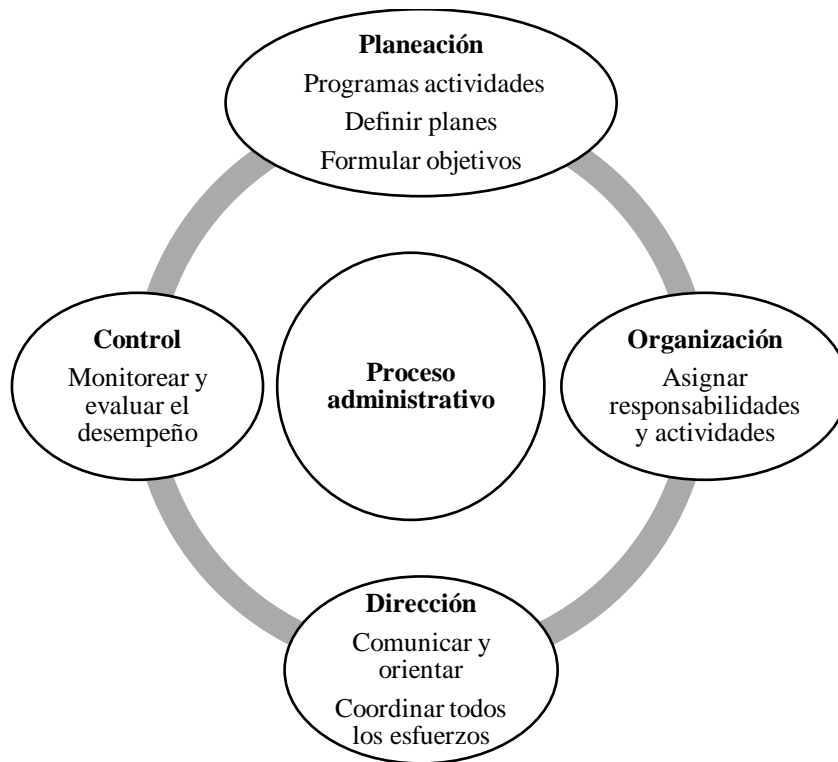 Planeación
Programas actividades
Definir planes
Formular objetivos
Control
Monitorear y
evaluar el
desempeño
Proceso
administrativo
Organización
Asignar
responsabilidades
y actividades
Dirección
Comunicar y
orientar
Coordinar todos
los esfuerzos